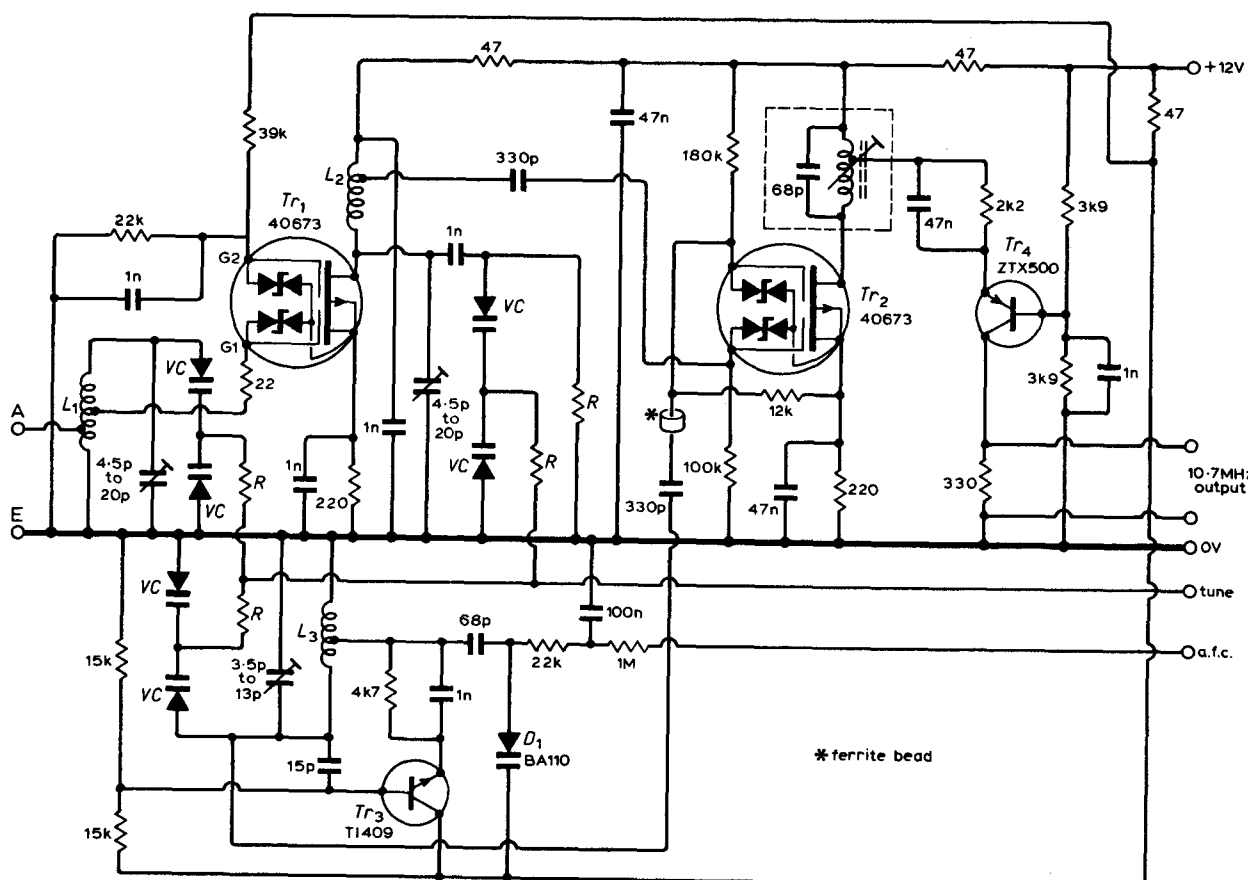 47
47
+12V
47
39k
47n
180k
330p
L2
68p
Tr1
40673
22k
1n
47n
2k2
3k9
1n
G2
VC
Tr2
40673
Tr4
ZTX500
G1
VC
22
L1
A
4.5p
to
20p
VC
R
1n
220
1n
4.5p
to
20p
VC
R
R
*
12k
100k
330p
47n
220
3k9
1n
330
10.7MHz
output
E
0V
VC
R
tune
L3
100n
15k
3.5p
to
13p
68p
22k
1M
a.f.c.
VC
4k7
1n
D1
BA110
15p
* ferrite bead
15k
Tr3
T1409